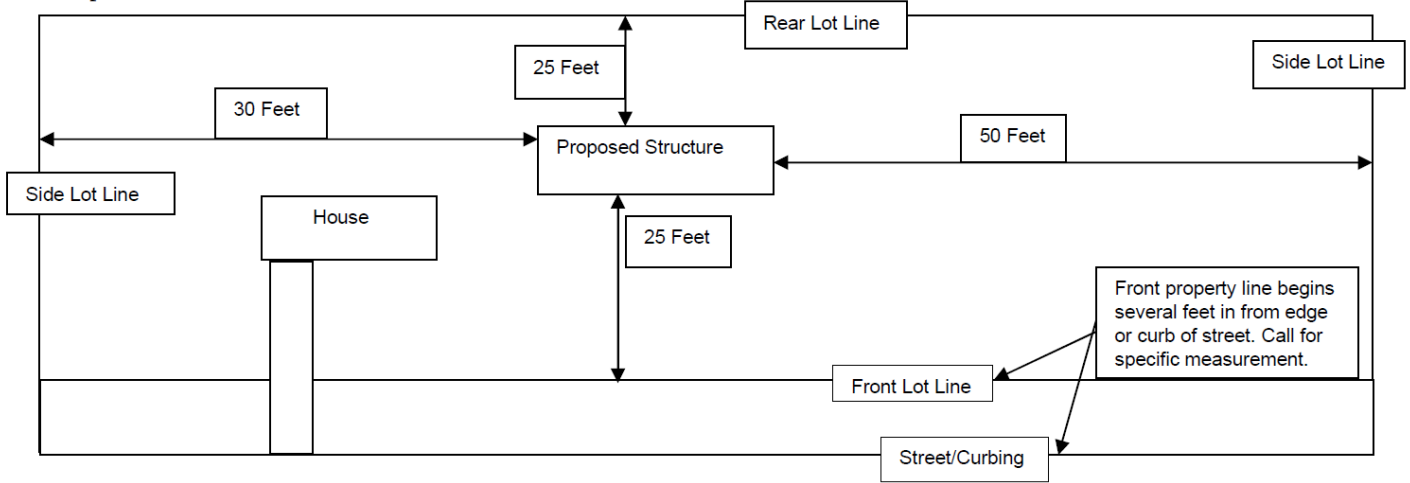 Rear Lot Line
25 Feet
Side Lot Line
30 Feet
50 Feet
Proposed Structure
Side Lot Line
House
25 Feet
Front property line begins
several feet in from edge
or curb of street. Call for
specific measurement.
Front Lot Line
Street/Curbing